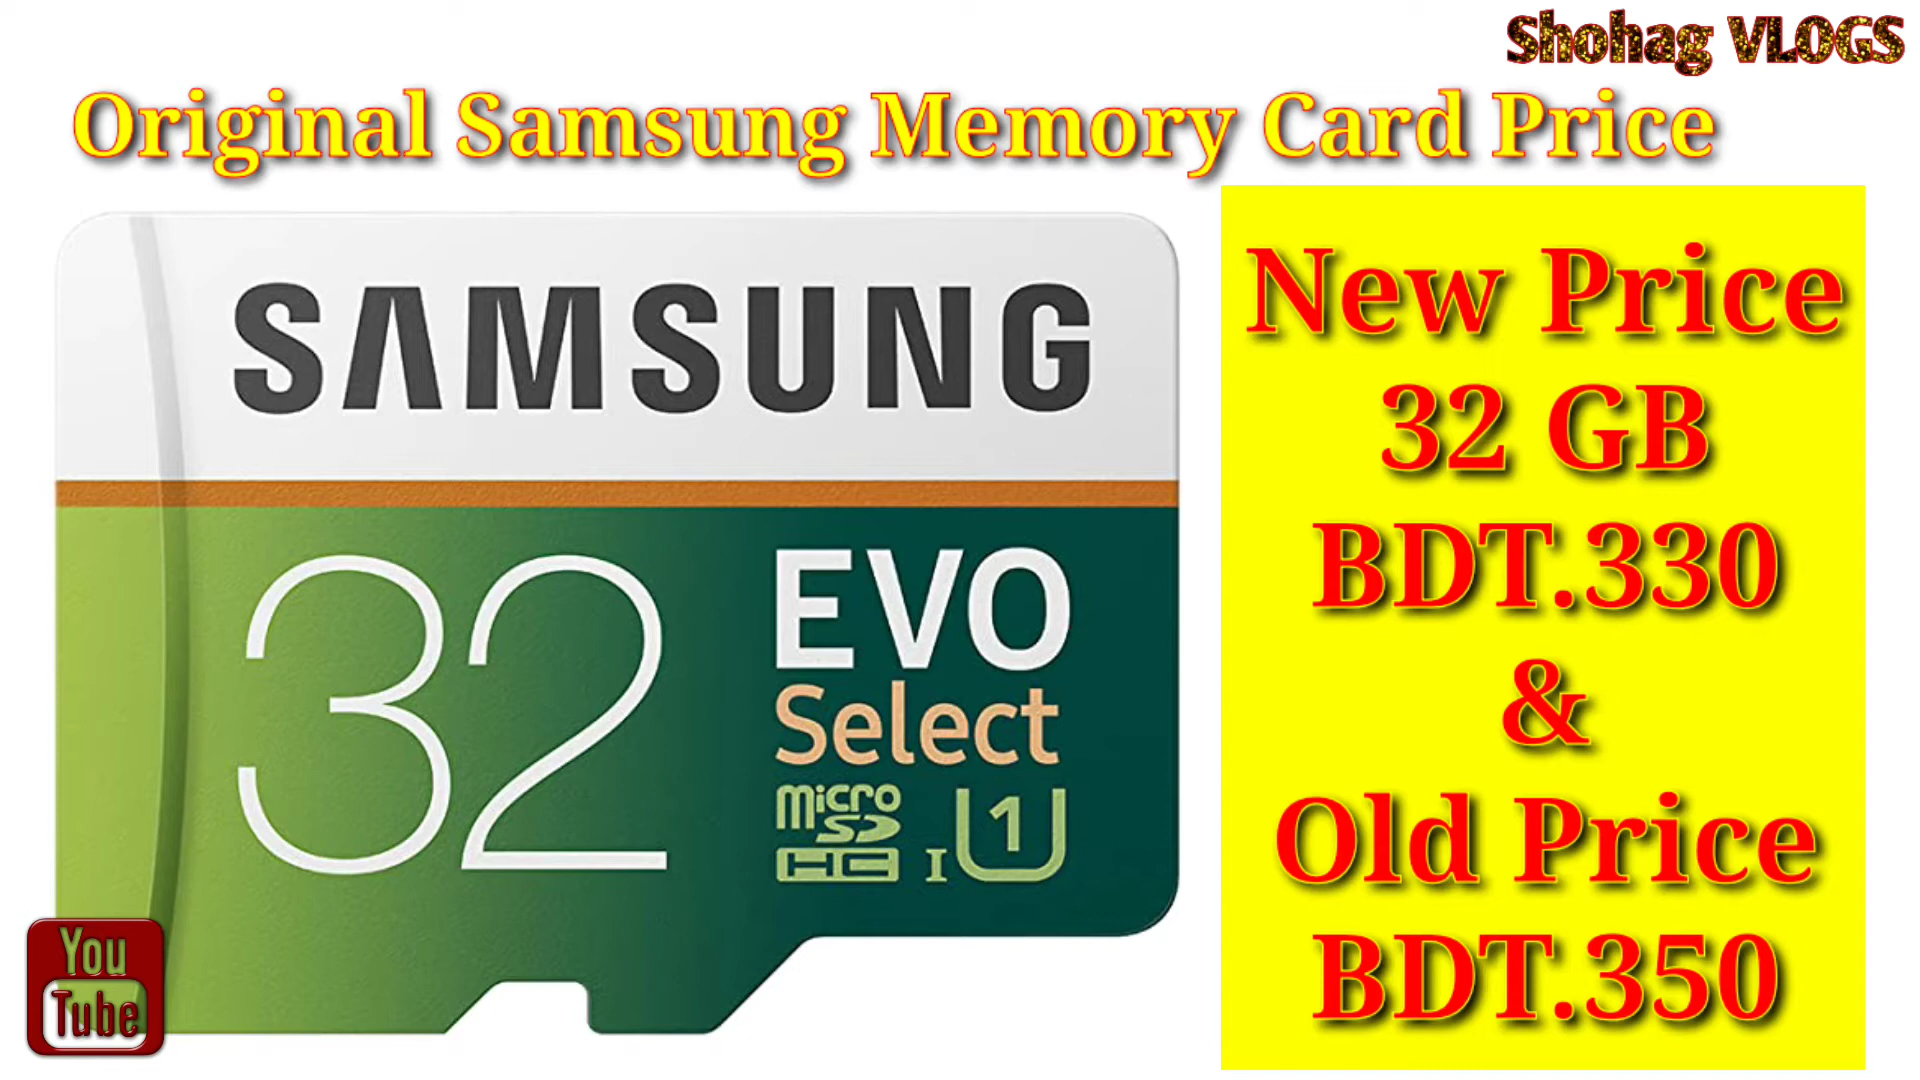 Shohag VLOGS
Original Samsung Memory Card Price
SAMSUNG
32
EVO
Select
micro
SD
HC I U1
New Price
32 GB
BDT.330
&
Old Price
BDT.350
You
Tube